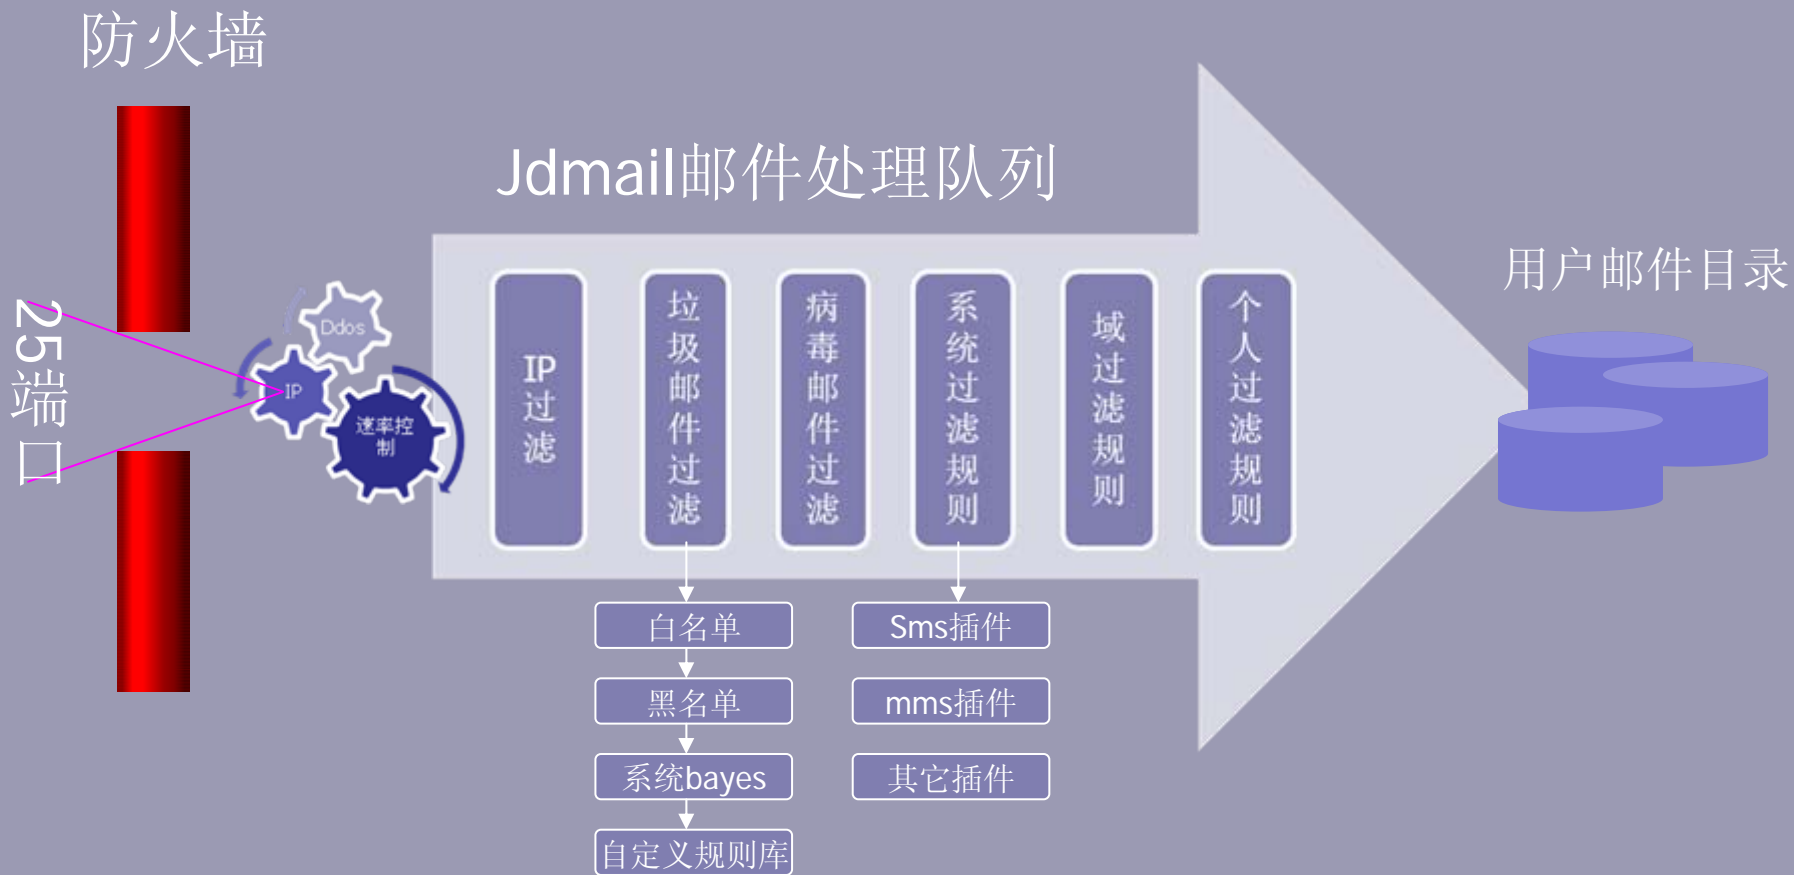 防火墙
Jdmail邮件处理队列
用户邮件目录
25端口
Ddos
IP
速率控
制
IP过滤
垃圾邮件过滤
病毒邮件过滤
系统过滤规则
域过滤规则
个人过滤规则
白名单
黑名单
系统bayes
自定义规则库
Sms插件
mms插件
其它插件